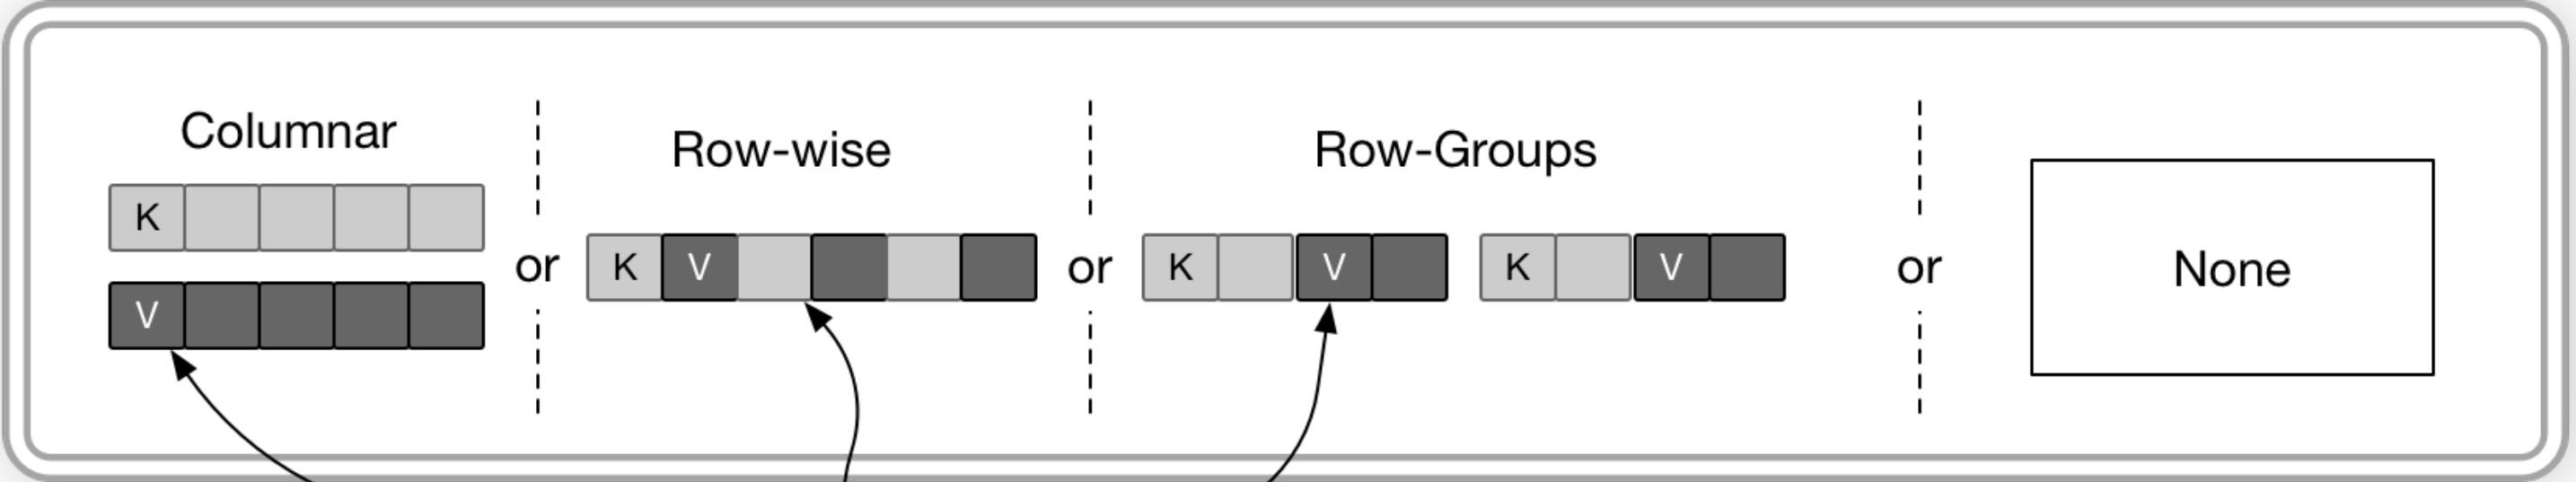 Columnar
K
V
or
Row-wise
K V
or
Row-Groups
K V K V
or
None